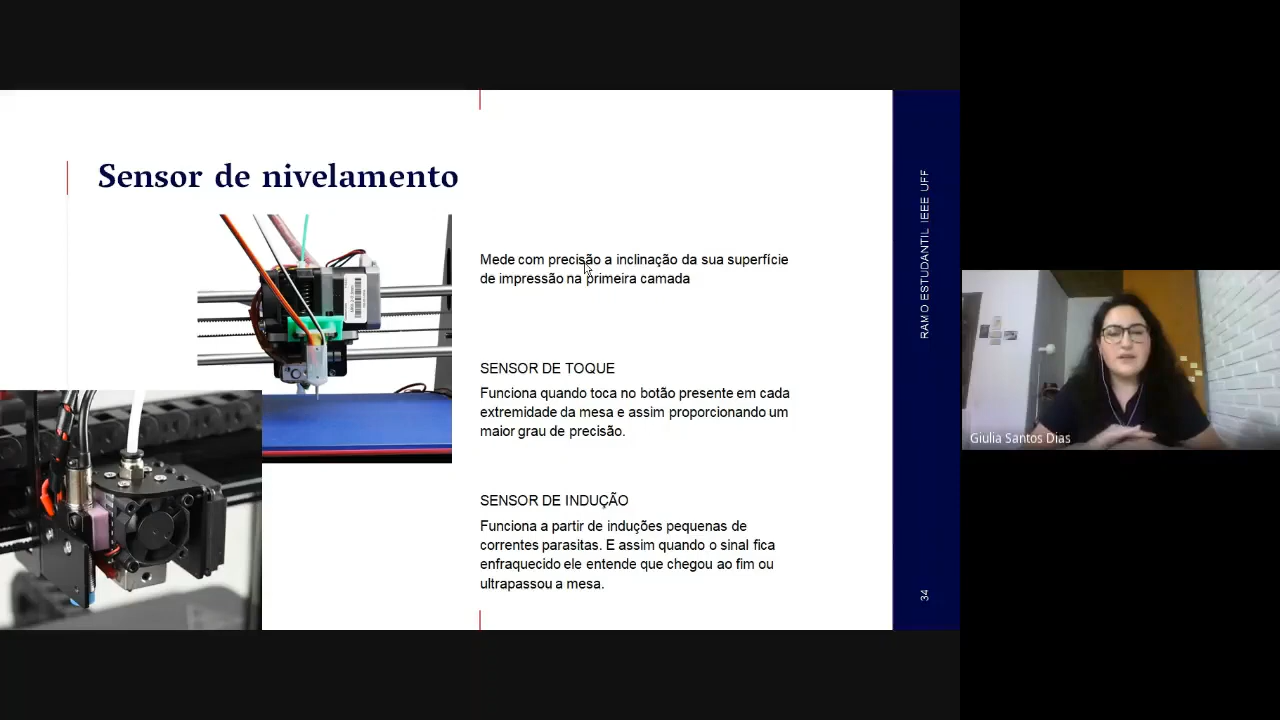 Sensor de nivelamento
Mede com precisão a inclinação da sua superfície
de impressão na primeira camada
SENSOR DE TOQUE
Funciona quando toca no botão presente em cada
extremidade da mesa e assim proporcionando um
maior grau de precisão.
SENSOR DE INDUÇÃO
Funciona a partir de induções pequenas de
correntes parasitas. E assim quando o sinal fica
enfraquecido ele entende que chegou ao fim ou
ultrapassou a mesa.
RAMO ESTUDANTIL IEEE UFF
34
Giulia Santos Dias